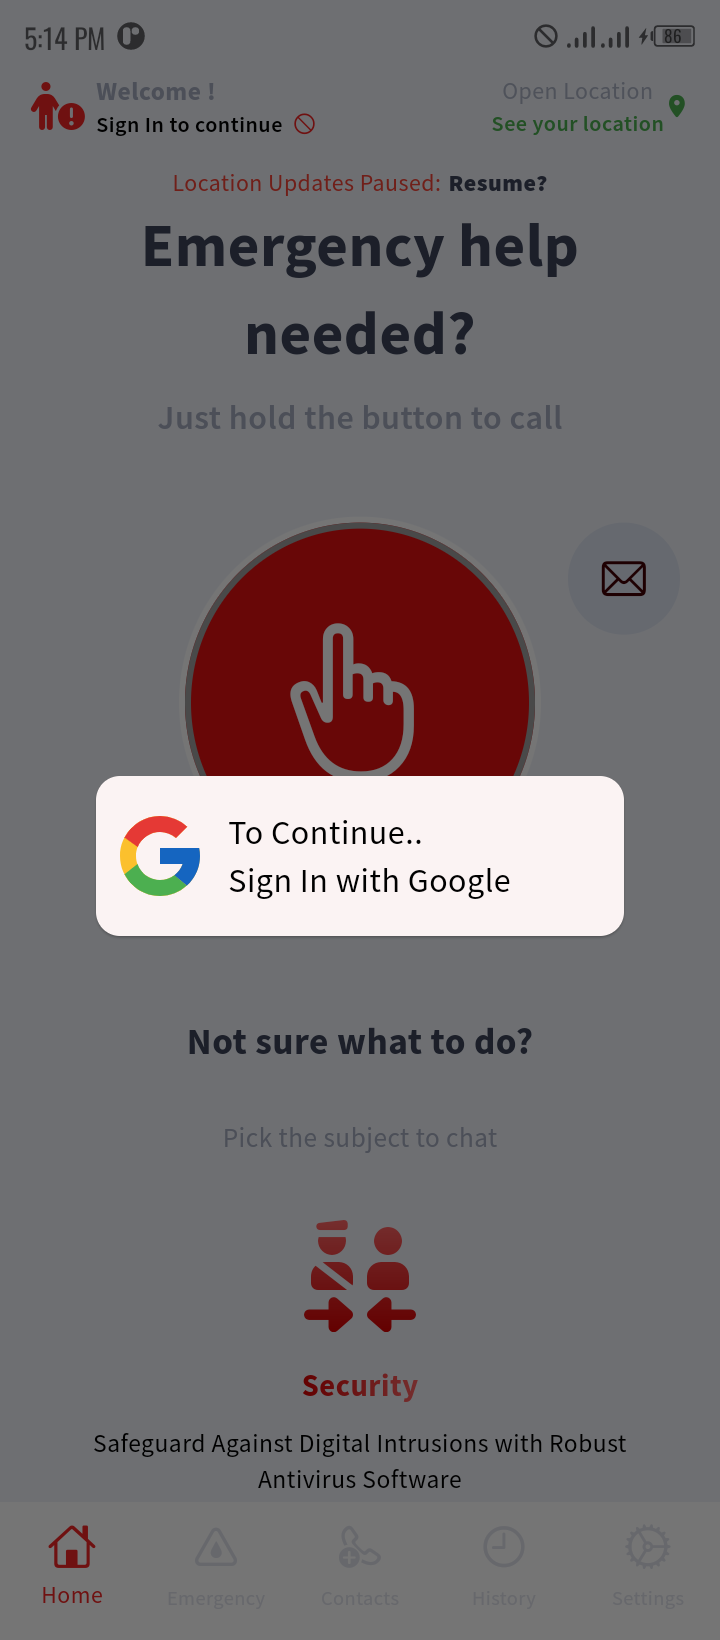 5:14 PM
86
Welcome !
Sign In to continue
Open Location
See your location
Location Updates Paused: Resume?
Emergency help
needed?
Just hold the button to call
To Continue..
Sign In with Google
Not sure what to do?
Pick the subject to chat
Security
Safeguard Against Digital Intrusions with Robust
Antivirus Software
Home
Emergency
Contacts
History
Settings